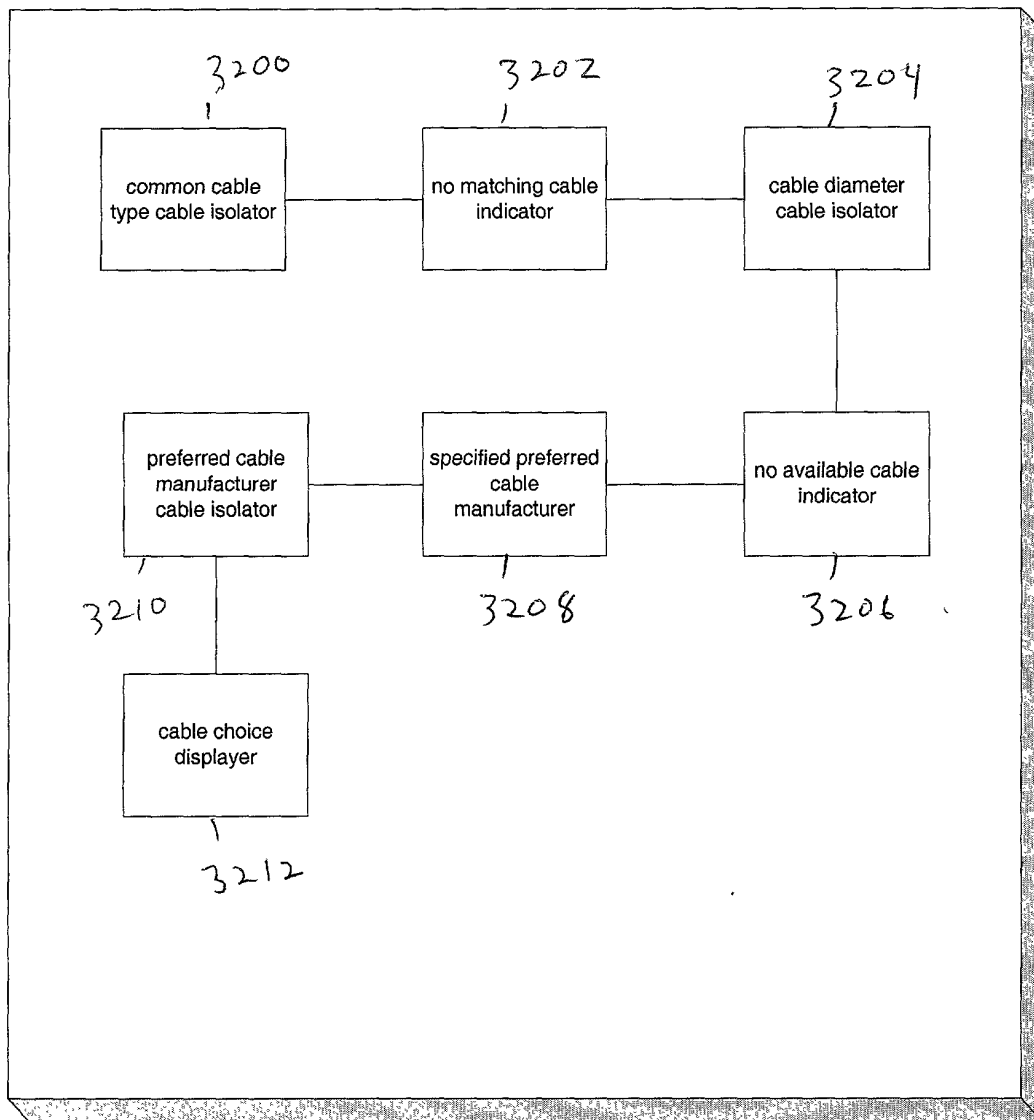 3200
3202
3204
common cable
type cable isolator
no matching cable
indicator
cable diameter
cable isolator
preferred cable
manufacturer
cable isolator
specified preferred
cable
manufacturer
no available cable
indicator
3210
3208
3206
cable choice
displayer
3212